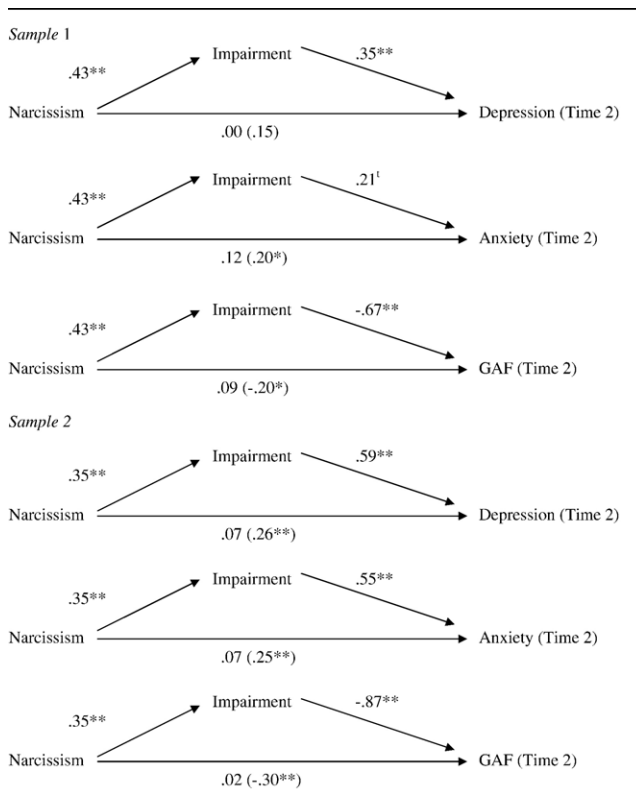 Sample 1
Impairment
.43** .35**
Narcissism Depression (Time 2)
.00 (.15)
Impairment
.43** .21ᵗ
Narcissism Anxiety (Time 2)
.12 (.20*)
Impairment
.43** -.67**
Narcissism GAF (Time 2)
.09 (-.20*)
Sample 2
Impairment
.35** .59**
Narcissism Depression (Time 2)
.07 (.26**)
Impairment
.35** .55**
Narcissism Anxiety (Time 2)
.07 (.25**)
Impairment
.35** -.87**
Narcissism GAF (Time 2)
.02 (-.30**)